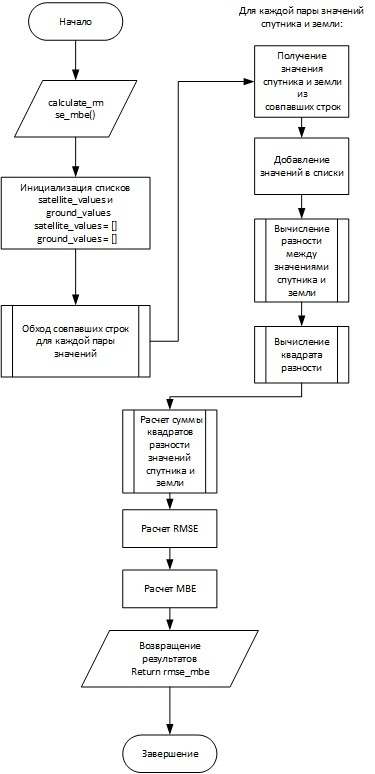 Начало
calculate_rm
se_mbe()
Инициализация списков
satellite_values и
ground_values
satellite_values = []
ground_values = []
Обход совпавших строк
для каждой пары
значений
Для каждой пары значений
спутника и земли:
Получение
значения
спутника и земли
из
совпавших строк
Добавление
значений в списки
Вычисление
разности
между
значениями
спутника и
земли
Вычисление
квадрата
разности
Расчет суммы
квадратов
разности
значений
спутника и
земли
Расчет RMSE
Расчет MBE
Возвращение
результатов
Return rmse_mbe
Завершение